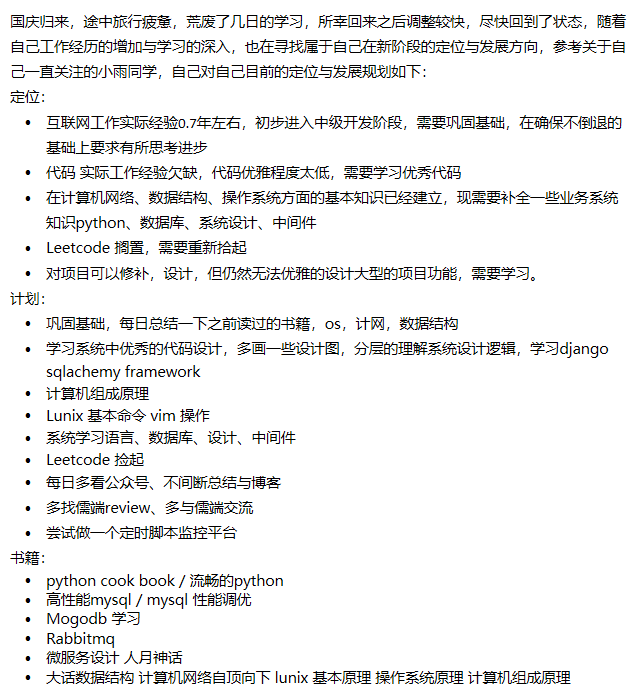 国庆归来，途中旅行疲惫，荒废了几日的学习，所幸回来之后调整较快，尽快回到了状态，随着
自己工作经历的增加与学习的深入，也在寻找属于自己在新阶段的定位与发展方向，参考关于自
己一直关注的小雨同学，自己对自己目前的定位与发展规划如下：
定位：
• 互联网工作实际经验0.7年左右，初步进入中级开发阶段，需要巩固基础，在确保不倒退的
基础上要求有所思考进步
• 代码 实际工作经验欠缺，代码优雅程度太低，需要学习优秀代码
• 在计算机网络、数据结构、操作系统方面的基本知识已经建立，现需要补全一些业务系统
知识python、数据库、系统设计、中间件
• Leetcode 搁置，需要重新拾起
• 对项目可以修补，设计，但仍然无法优雅的设计大型的项目功能，需要学习。
计划：
• 巩固基础，每日总结一下之前读过的书籍，os，计网，数据结构
• 学习系统中优秀的代码设计，多画一些设计图，分层的理解系统设计逻辑，学习django
sqlachemy framework
• 计算机组成原理
• Lunix 基本命令 vim 操作
• 系统学习语言、数据库、设计、中间件
• Leetcode 捡起
• 每日多看公众号、不间断总结与博客
• 多找儒端review、多与儒端交流
• 尝试做一个定时脚本监控平台
书籍：
• python cook book / 流畅的python
• 高性能mysql / mysql 性能调优
• Mogodb 学习
• Rabbitmq
• 微服务设计 人月神话
• 大话数据结构 计算机网络自顶向下 lunix 基本原理 操作系统原理 计算机组成原理